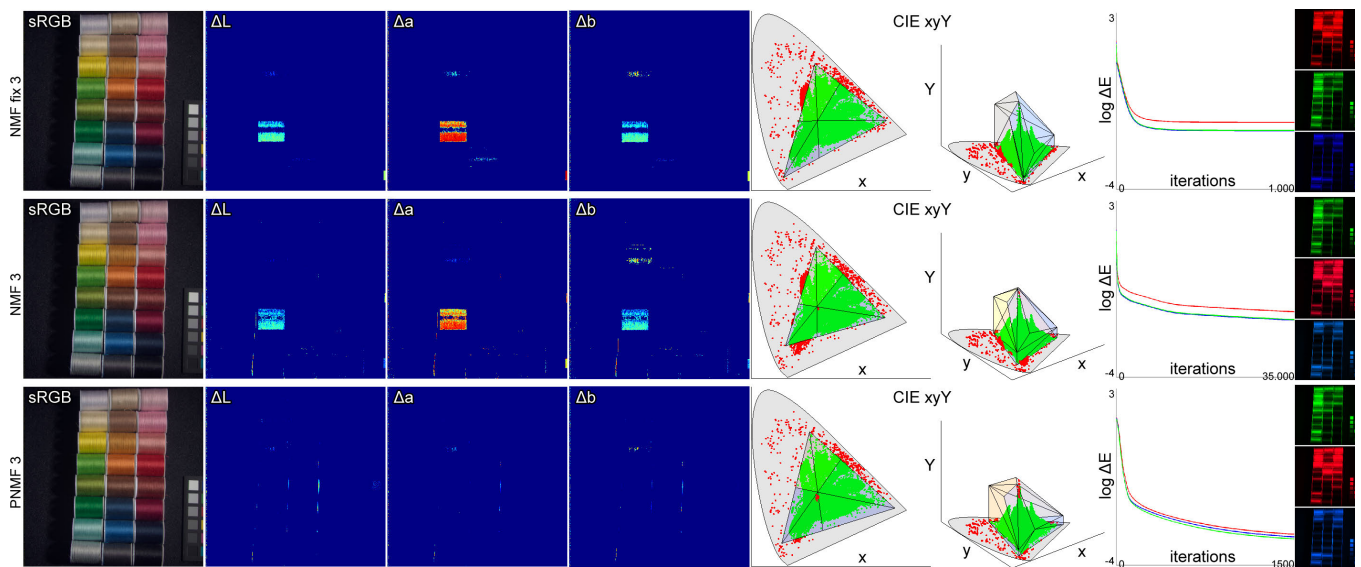 NMF fix 3
sRGB
ΔL
Δa
Δb
CIE xyY
x
Y
y
x
3
log ΔE
-4
0
iterations
1.000
NMF 3
sRGB
ΔL
Δa
Δb
CIE xyY
x
Y
y
x
3
log ΔE
-4
0
iterations
35.000
PNMF 3
sRGB
ΔL
Δa
Δb
CIE xyY
x
Y
y
x
3
log ΔE
-4
0
iterations
1500